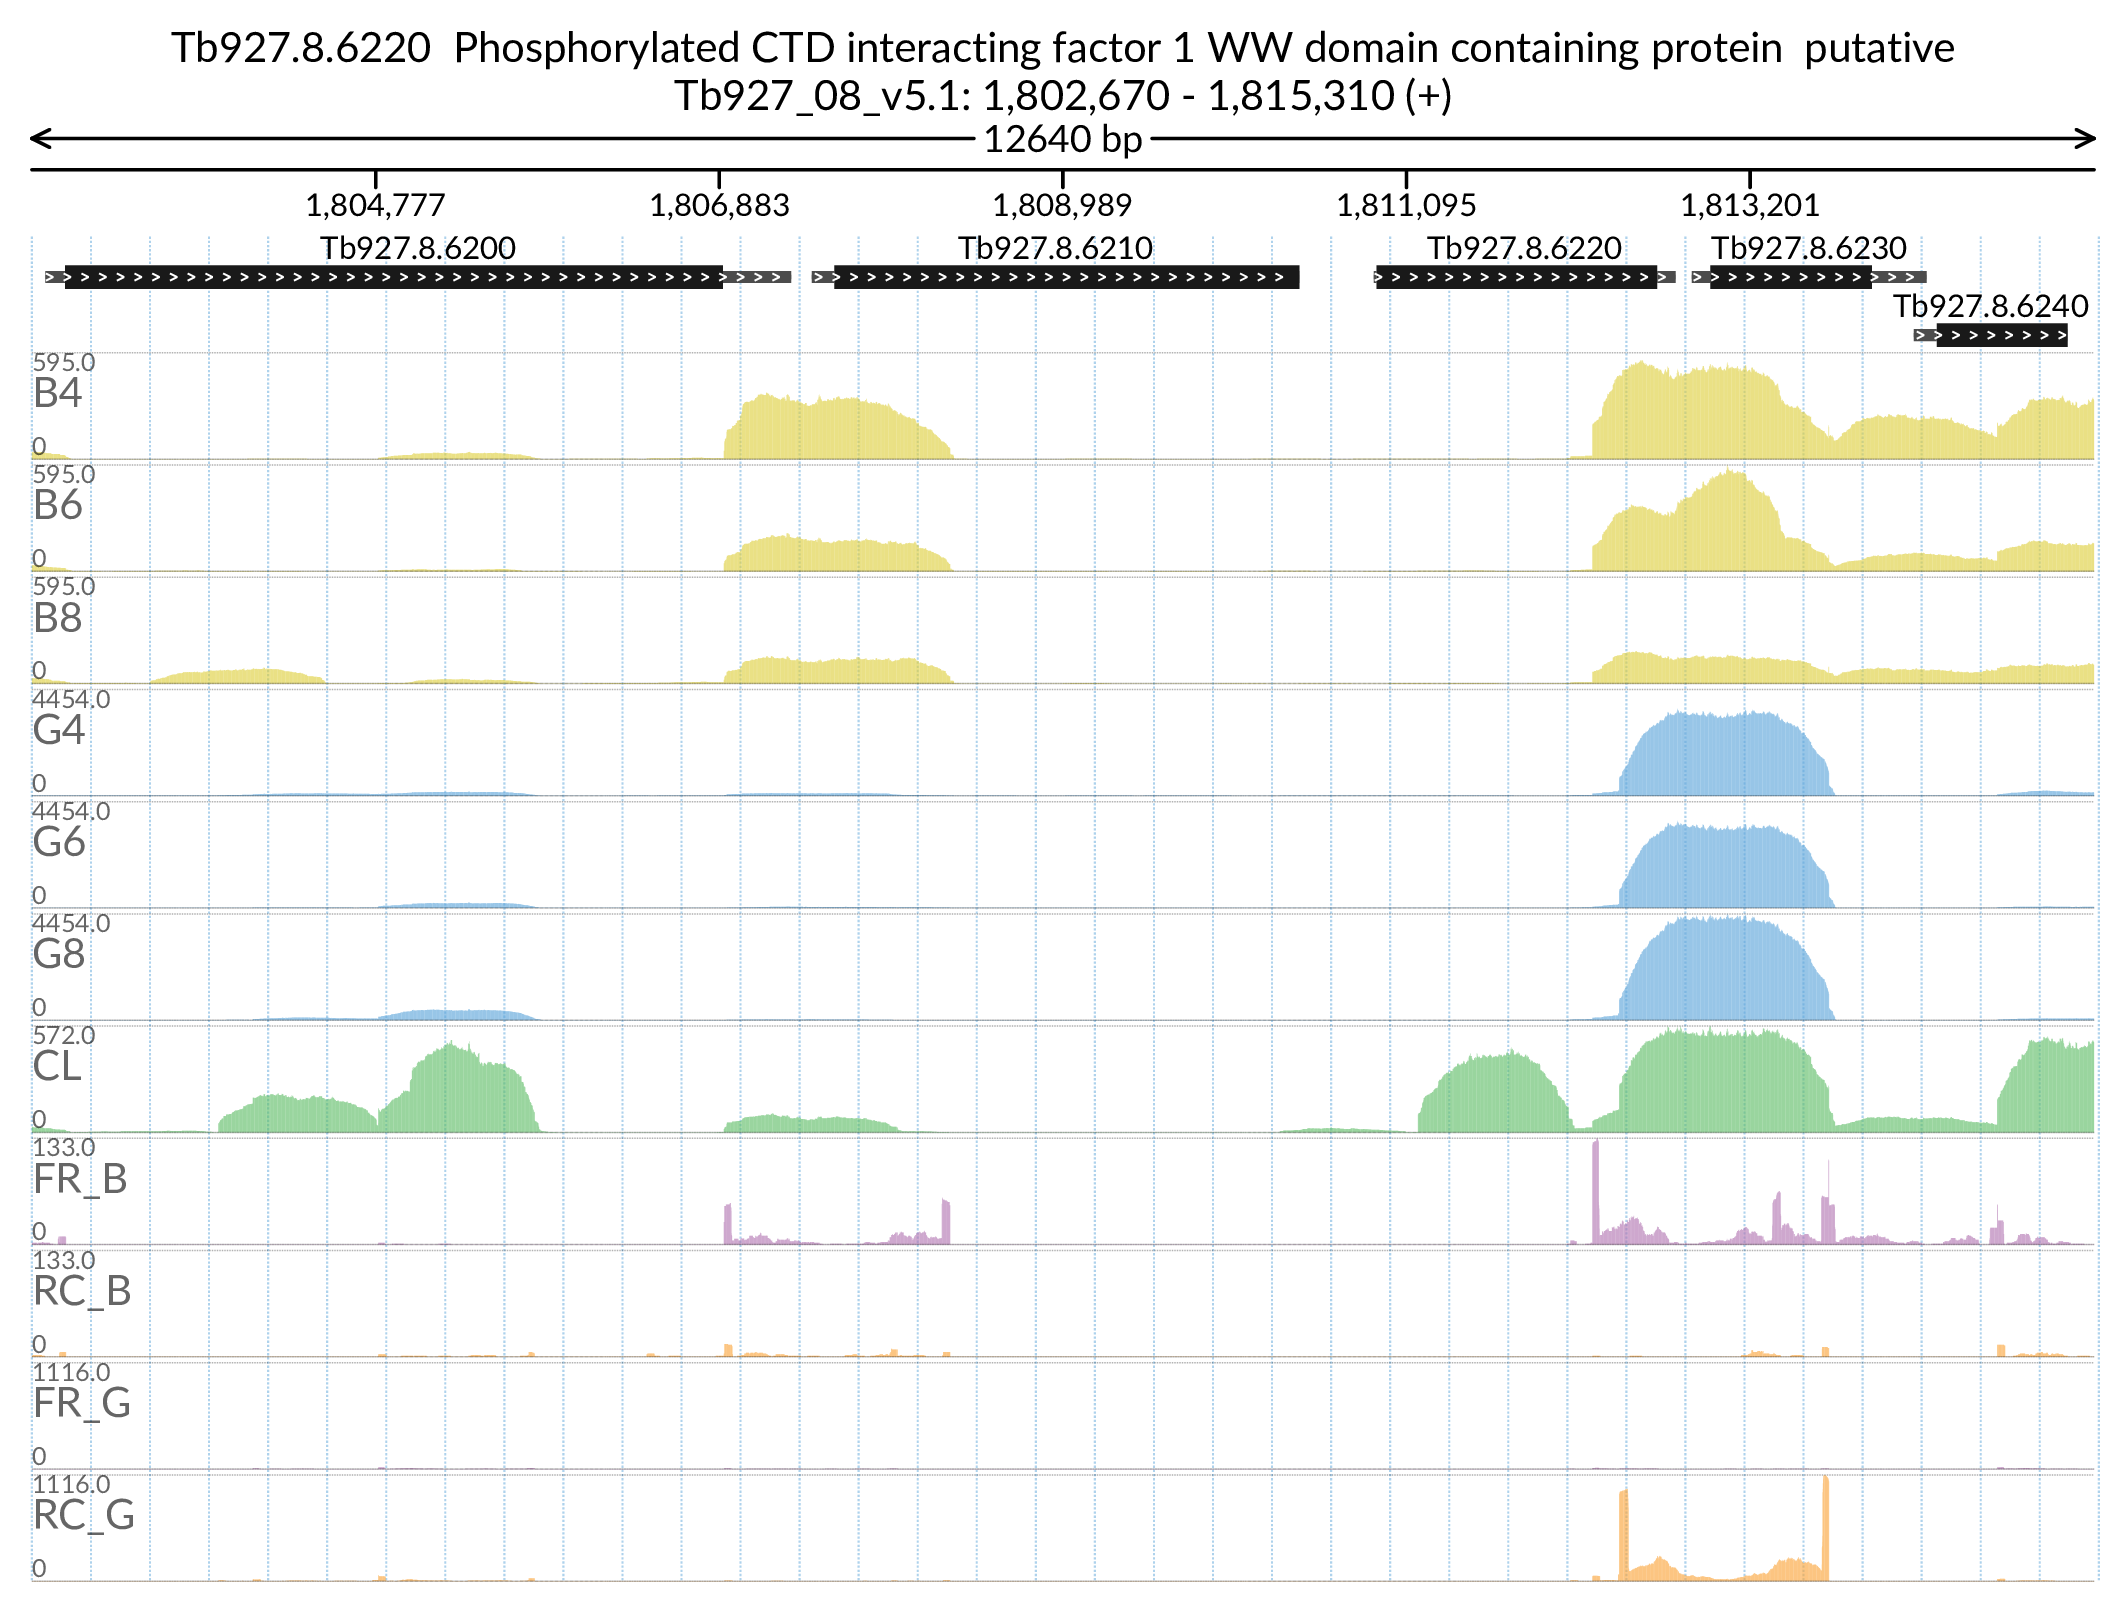 Tb927.8.6220  Phosphorylated CTD interacting factor 1 WW domain containing protein  putative
Tb927_08_v5.1: 1,802,670 - 1,815,310 (+)
12640 bp
1,804,777 1,806,883 1,808,989 1,811,095 1,813,201
Tb927.8.6200 Tb927.8.6210 Tb927.8.6220 Tb927.8.6230
Tb927.8.6240
595.0
B4
0
595.0
B6
0
595.0
B8
0
4454.0
G4
0
4454.0
G6
0
4454.0
G8
0
572.0
CL
0
133.0
FR_B
0
133.0
RC_B
0
1116.0
FR_G
0
1116.0
RC_G
0